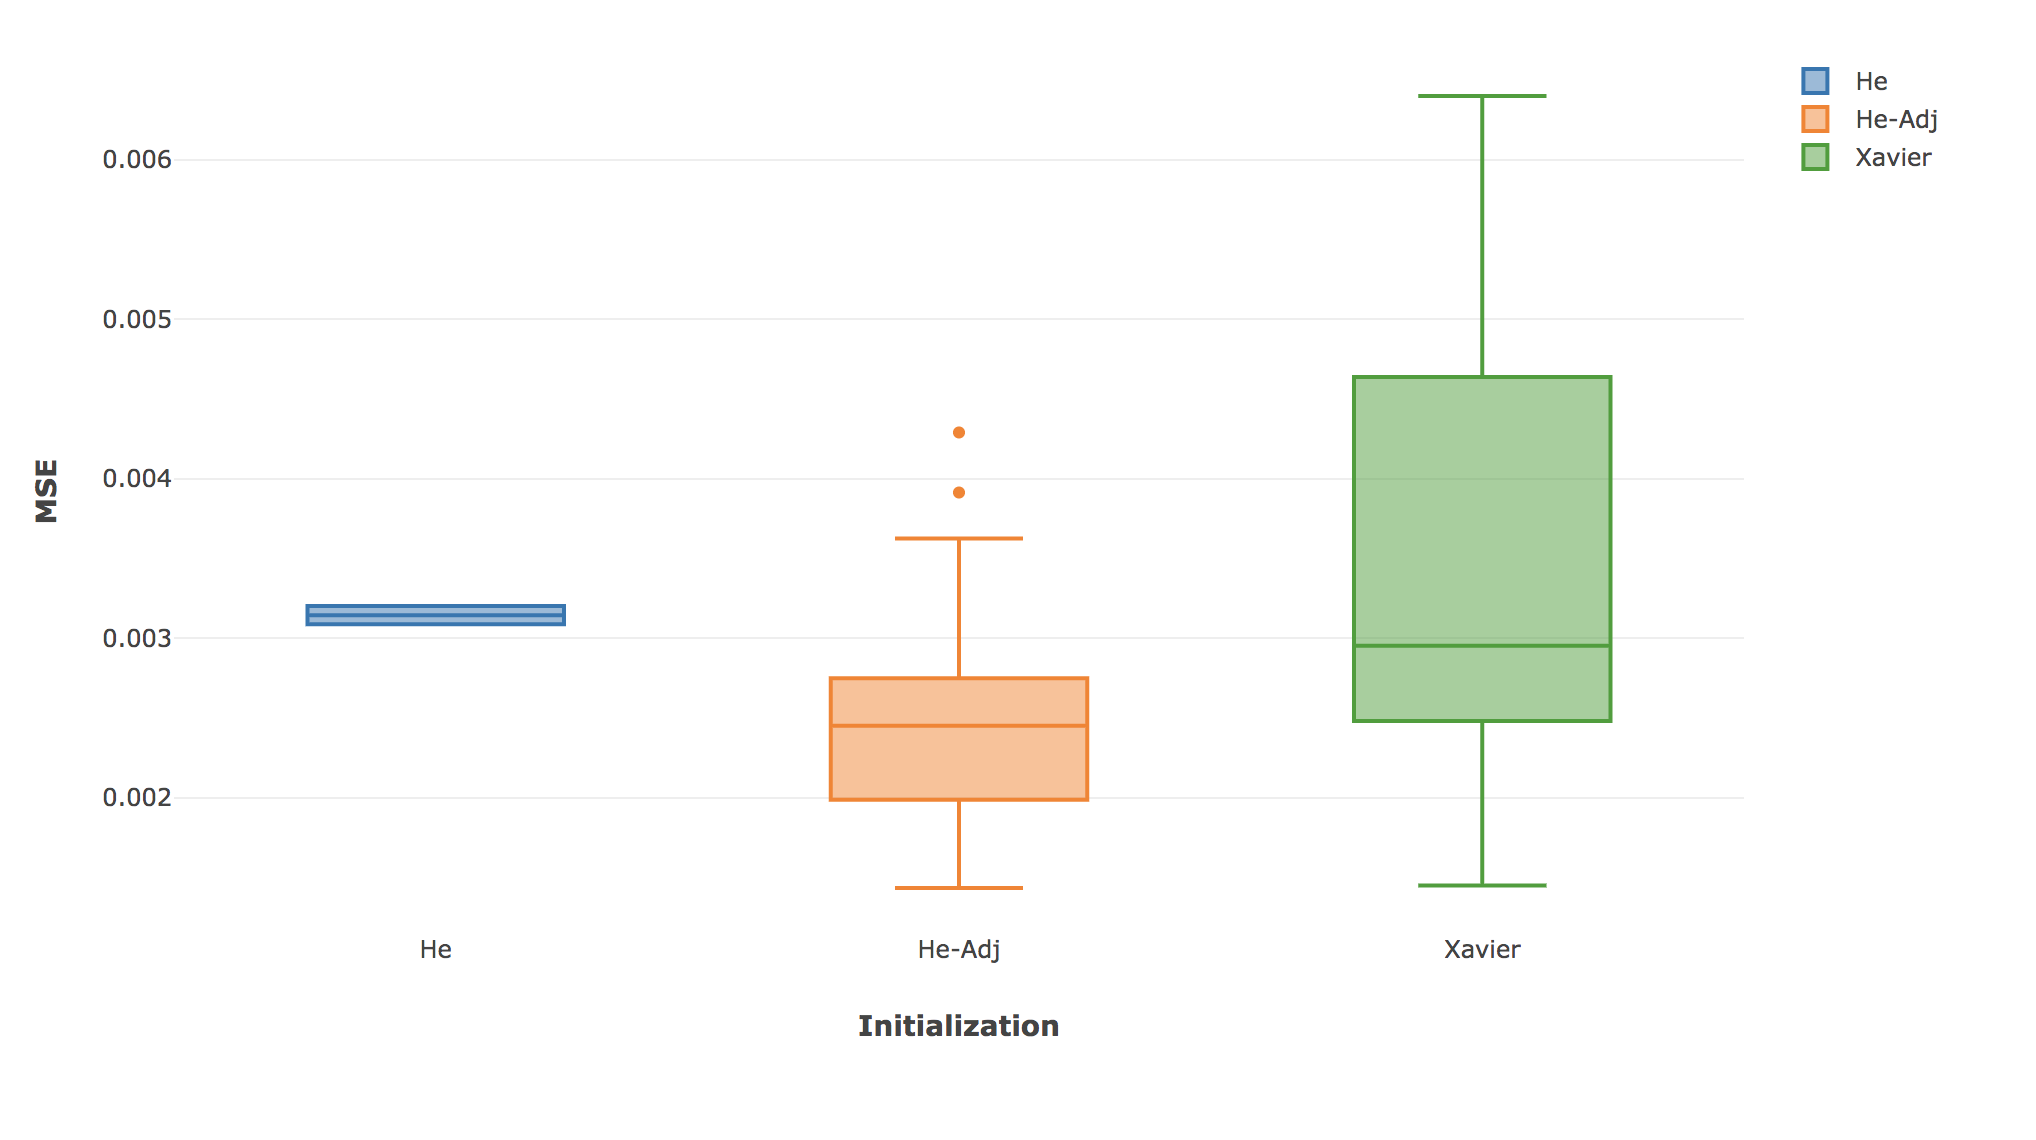 He
He-Adj
Xavier
0.006
0.005
0.004
0.003
0.002
MSE
He
He-Adj
Xavier
Initialization